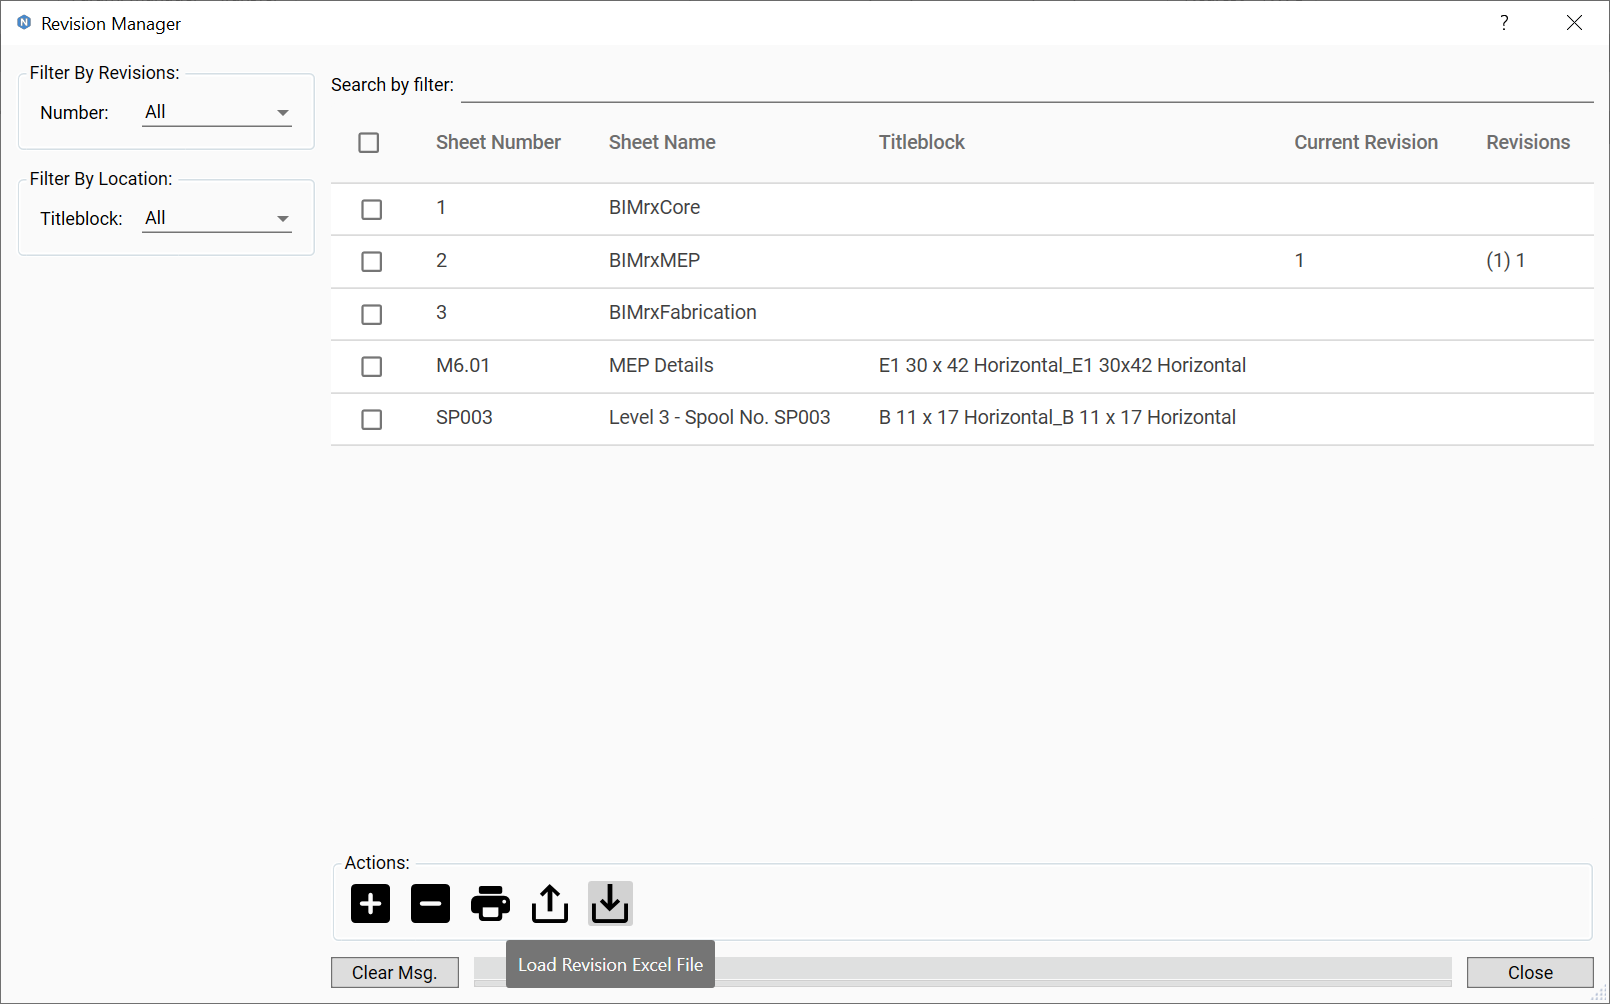 Revision Manager
?
Filter By Revisions:
Number: All
Filter By Location:
Titleblock: All
Search by filter:
Sheet Number Sheet Name Titleblock Current Revision Revisions
1 BIMrxCore
2 BIMrxMEP 1 (1) 1
3 BIMrxFabrication
M6.01 MEP Details E1 30 x 42 Horizontal_E1 30x42 Horizontal
SP003 Level 3 - Spool No. SP003 B 11 x 17 Horizontal_B 11 x 17 Horizontal
Actions:
Load Revision Excel File
Clear Msg. Close